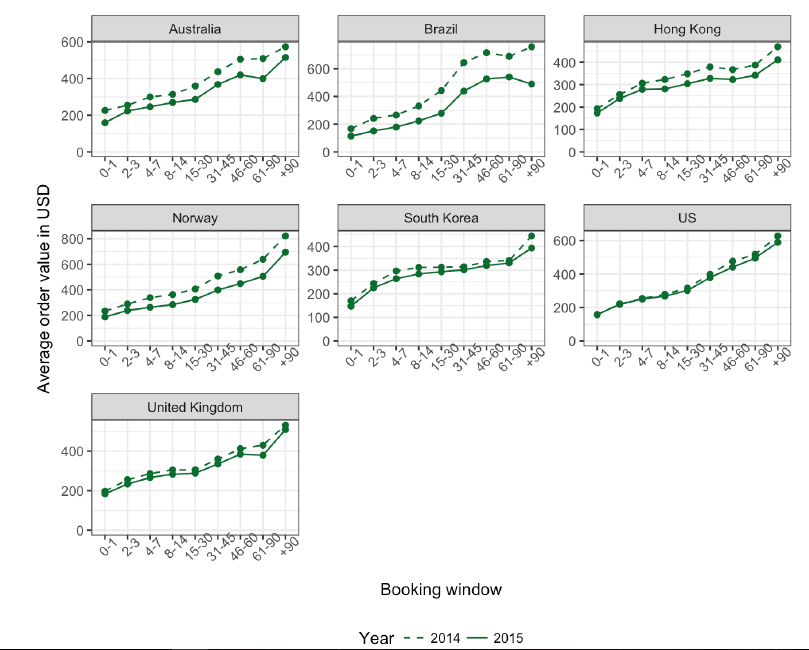 Australia Brazil Hong Kong
600
400
200
0
600
400
200
0
400
300
200
100
0
0-1 2-3 4-7 8-14 15-30 31-45 46-60 61-90 +90
0-1 2-3 4-7 8-14 15-30 31-45 46-60 61-90 +90
0-1 2-3 4-7 8-14 15-30 31-45 46-60 61-90 +90
Average order value in USD
Norway South Korea US
800
600
400
200
0
400
300
200
100
0
600
400
200
0
0-1 2-3 4-7 8-14 15-30 31-45 46-60 61-90 +90
0-1 2-3 4-7 8-14 15-30 31-45 46-60 61-90 +90
0-1 2-3 4-7 8-14 15-30 31-45 46-60 61-90 +90
United Kingdom
400
200
0
0-1 2-3 4-7 8-14 15-30 31-45 46-60 61-90 +90
Booking window
Year 2014 2015